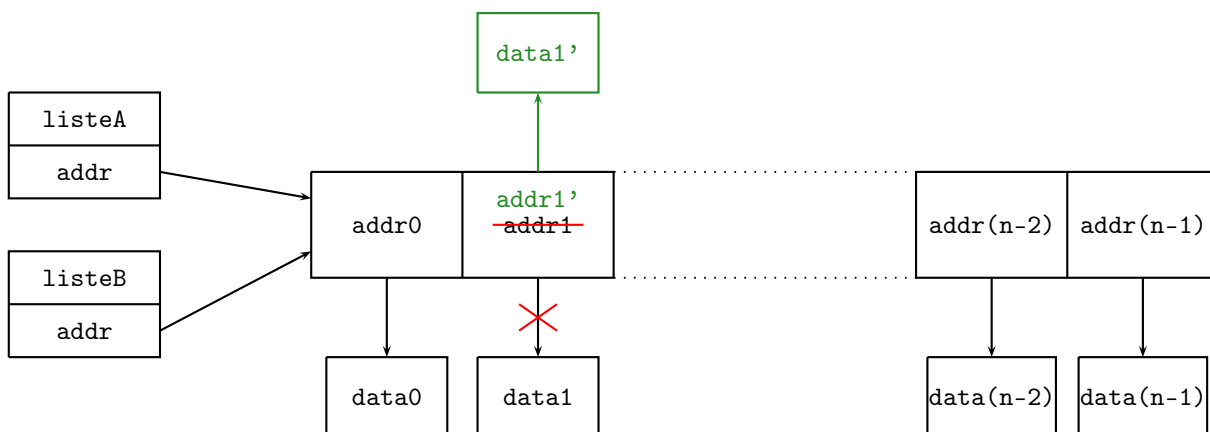 data1’
listeA
addr
addr1’
addr0
addr1
addr(n-2)
addr(n-1)
listeB
addr
data0
data1
data(n-2)
data(n-1)